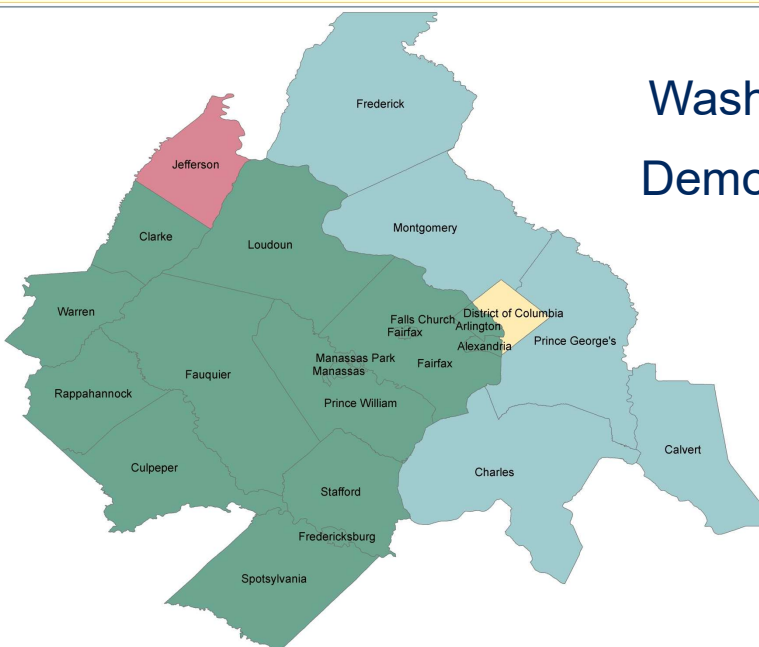 Wash
Demo
Frederick
Jefferson
Montgomery
Clarke
Loudoun
Warren
Falls Church
District of Columbia
Fairfax
Arlington
Prince George's
Alexandria
Manassas Park
Manassas
Fairfax
Fauquier
Rappahannock
Prince William
Calvert
Culpeper
Charles
Stafford
Fredericksburg
Spotsylvania